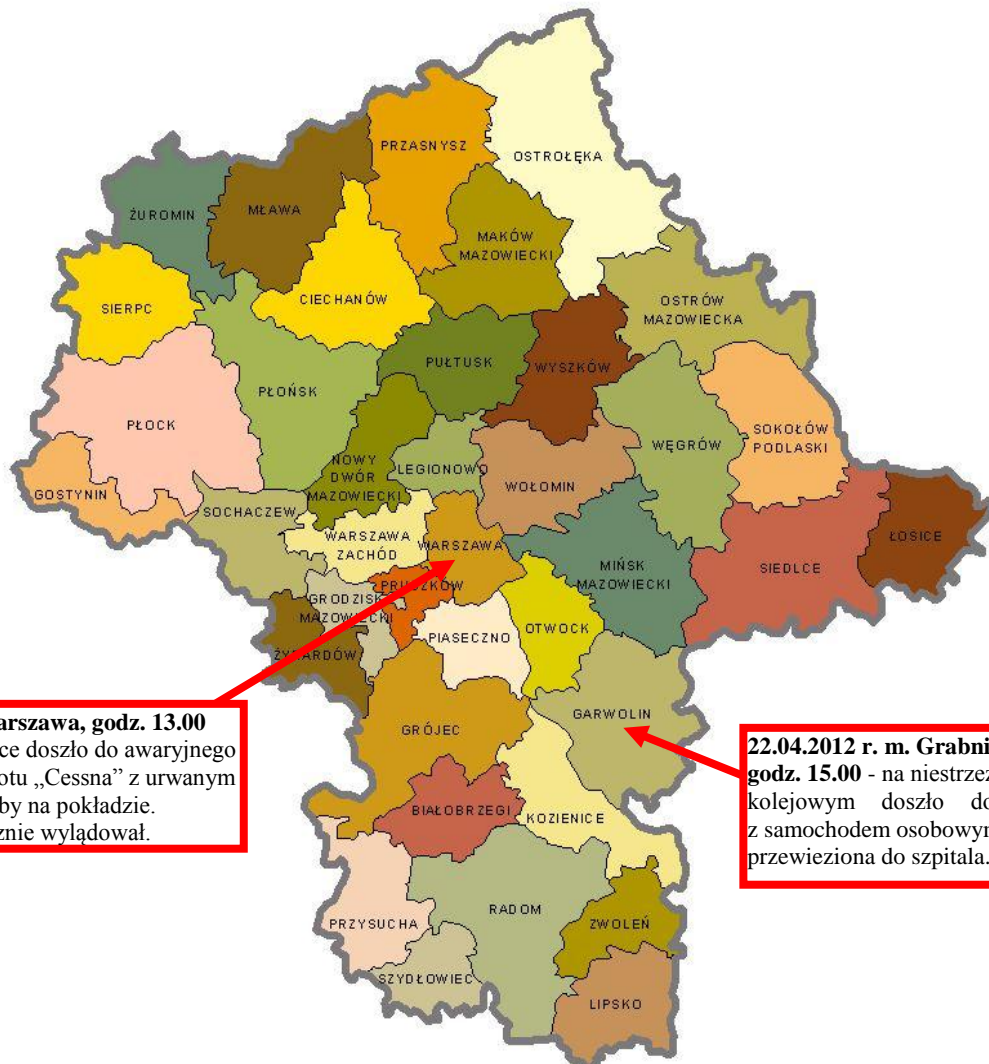 PRZASNYSZ
OSTROŁĘKA
ŻUROMIN
MŁAWA
MAKÓW
MAZOWIECKI
SIERPC
CIECHANÓW
OSTRÓW
MAZOWIECKA
PŁOCK
PŁOŃSK
PUŁTUSK
WYSZKÓW
WĘGRÓW
SOKOŁÓW
PODLASKI
GOSTYNIN
NOWY
DWÓR
MAZOWIECKI
LEGIONOWO
WOŁOMIN
SOCHACZEW
WARSZAWA
ZACHÓD
WARSZAWA
MIŃSK
MAZOWIECKI
SIEDLCE
ŁOSICE
GRODZISK
MAZOWIECKI
PRUSZKÓW
PIASECZNO
OTWOCK
ŻYRARDÓW
GRÓJEC
GARWOLIN
arszawa, godz. 13.00
ce doszło do awaryjnego
otu „Cessna” z urwanym
by na pokładzie.
znie wylądował.
22.04.2012 r. m. Grabni
godz. 15.00 - na niestrzeż
kolejowym doszło do
z samochodem osobowyn
przewieziona do szpitala.
BIAŁOBRZEGI
KOZIENICE
PRZYSUCHA
RADOM
ZWOLEŃ
SZYDŁOWIEC
LIPSKO